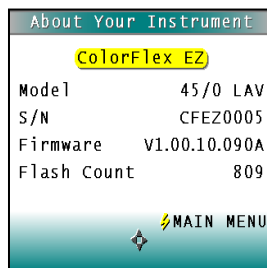 About Your Instrument
ColorFlex EZ
Model 45/0 LAV
S/N CFEZ0005
Firmware V1.00.10.090A
Flash Count 809
MAIN MENU